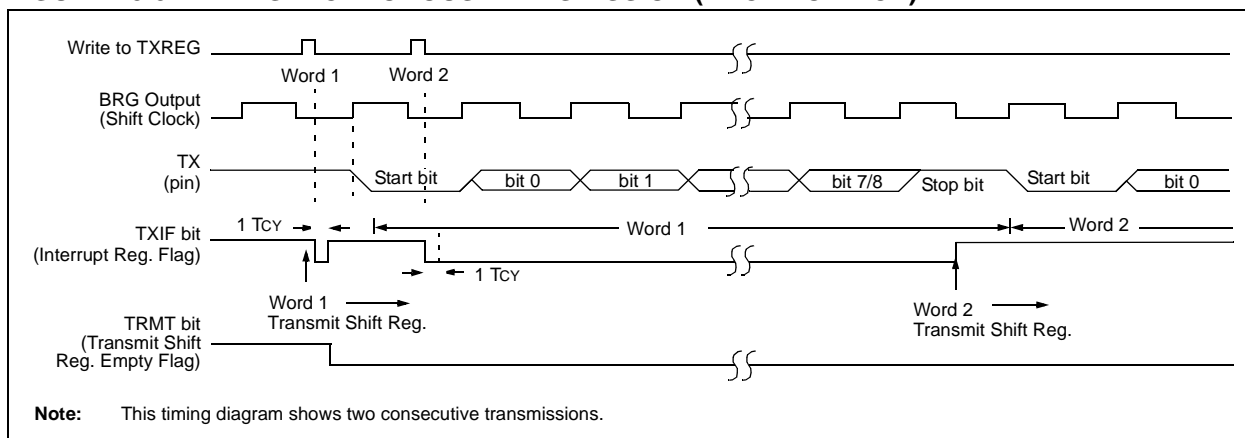 Write to TXREG
Word 1 Word 2
BRG Output
(Shift Clock)
TX
(pin)
Start bit bit 0 bit 1 bit 7/8 Stop bit Start bit bit 0
1 TCY
TXIF bit
(Interrupt Reg. Flag)
Word 1 Word 2
1 TCY
Word 1
Transmit Shift Reg.
Word 2
Transmit Shift Reg.
TRMT bit
(Transmit Shift
Reg. Empty Flag)
Note: This timing diagram shows two consecutive transmissions.